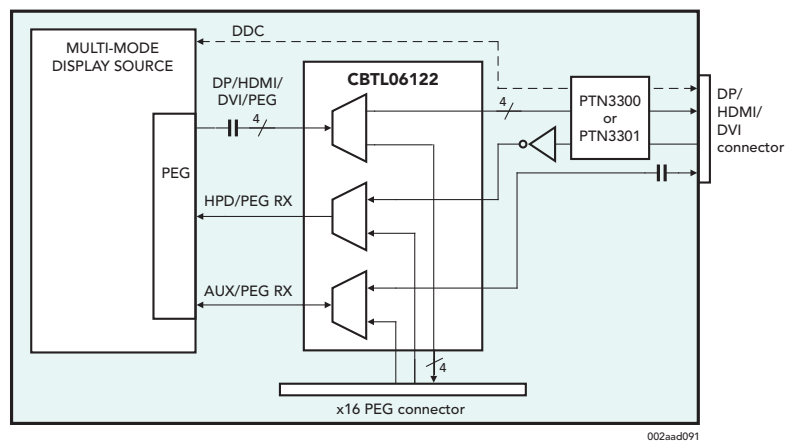 DDC
MULTI-MODE
DISPLAY SOURCE
CBTL06122
DP/HDMI/
DVI/PEG
4
4
PTN3300
or
PTN3301
DP/
HDMI/
DVI
connector
PEG
HPD/PEG RX
AUX/PEG RX
4
x16 PEG connector
002aad091